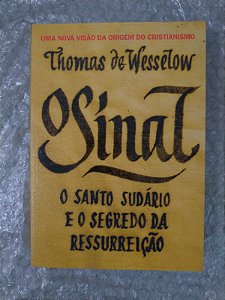 UMA NOVA VISÃO DA ORIGEM DO CRISTIANISMO
Thomas de Wesselow
O Sinal
O SANTO SUDÁRIO
E O SEGREDO DA
RESSURREIÇÃO